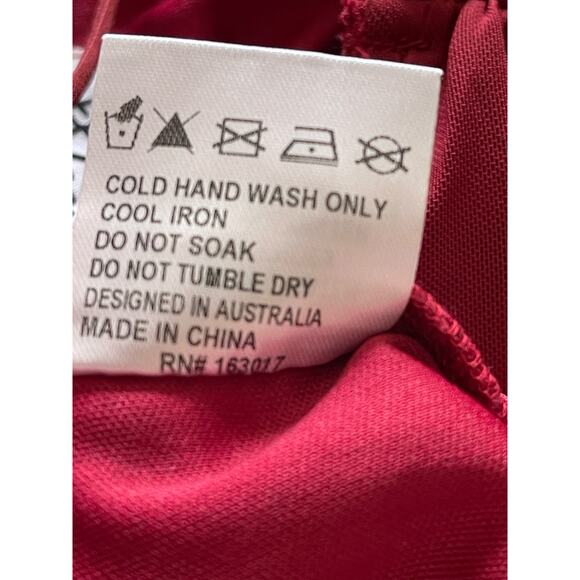 COLD HAND WASH ONLY
COOL IRON
DO NOT SOAK
DO NOT TUMBLE DRY
DESIGNED IN AUSTRALIA
MADE IN CHINA
RN# 163017